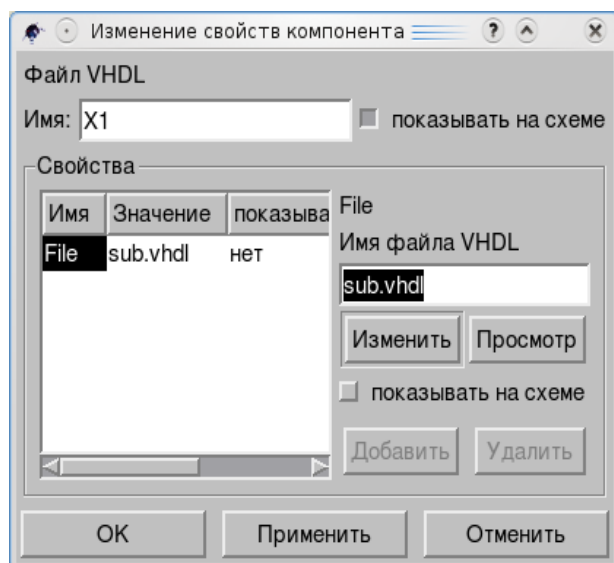 Изменение свойств компонента
Файл VHDL
Имя: X1 показывать на схеме
Свойства
Имя Значение показыва
File sub.vhdl нет
File
Имя файла VHDL
sub.vhdl
Изменить Просмотр
показывать на схеме
Добавить Удалить
OK Применить Отменить